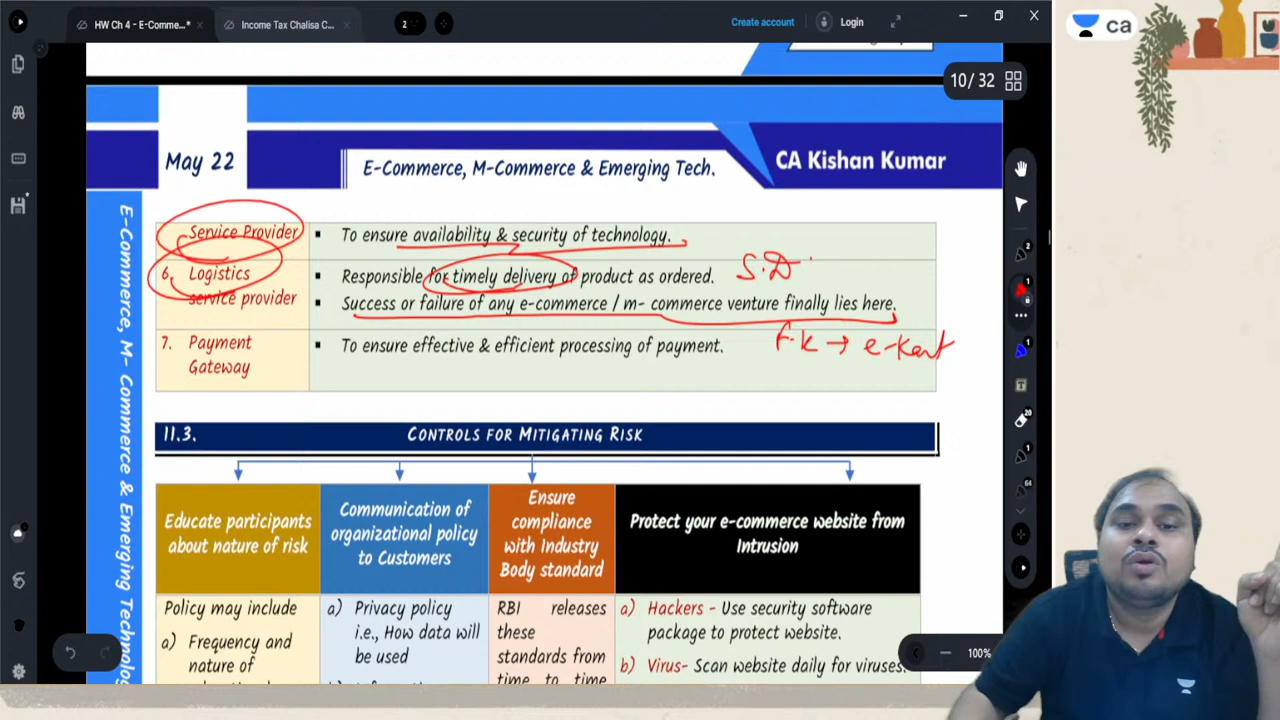 HW Ch 4 - E-Comme...*
Income Tax Chalisa C...
2
Create account
Login
ca
10 / 32
May 22
E-Commerce, M-Commerce & Emerging Tech.
CA Kishan Kumar
E-Commerce, M- Commerce & Emerging Technolog
Service Provider
▪ To ensure availability & security of technology.
6. Logistics service provider
▪ Responsible for timely delivery of product as ordered.
S.D.
▪ Success or failure of any e-commerce / m- commerce venture finally lies here.
7. Payment
Gateway
▪ To ensure effective & efficient processing of payment.
F.K → e-Kart
11.3. CONTROLS FOR MITIGATING RISK
Educate participants
about nature of risk
Communication of
organizational policy
to Customers
Ensure
compliance
with Industry
Body standard
Protect your e-commerce website from
Intrusion
Policy may include
a) Frequency and
nature of
a) Privacy policy
i.e., How data will
be used
RBI releases
these
standards from
time to time
a) Hackers - Use security software
package to protect website.
b) Virus- Scan website daily for viruses.
100%